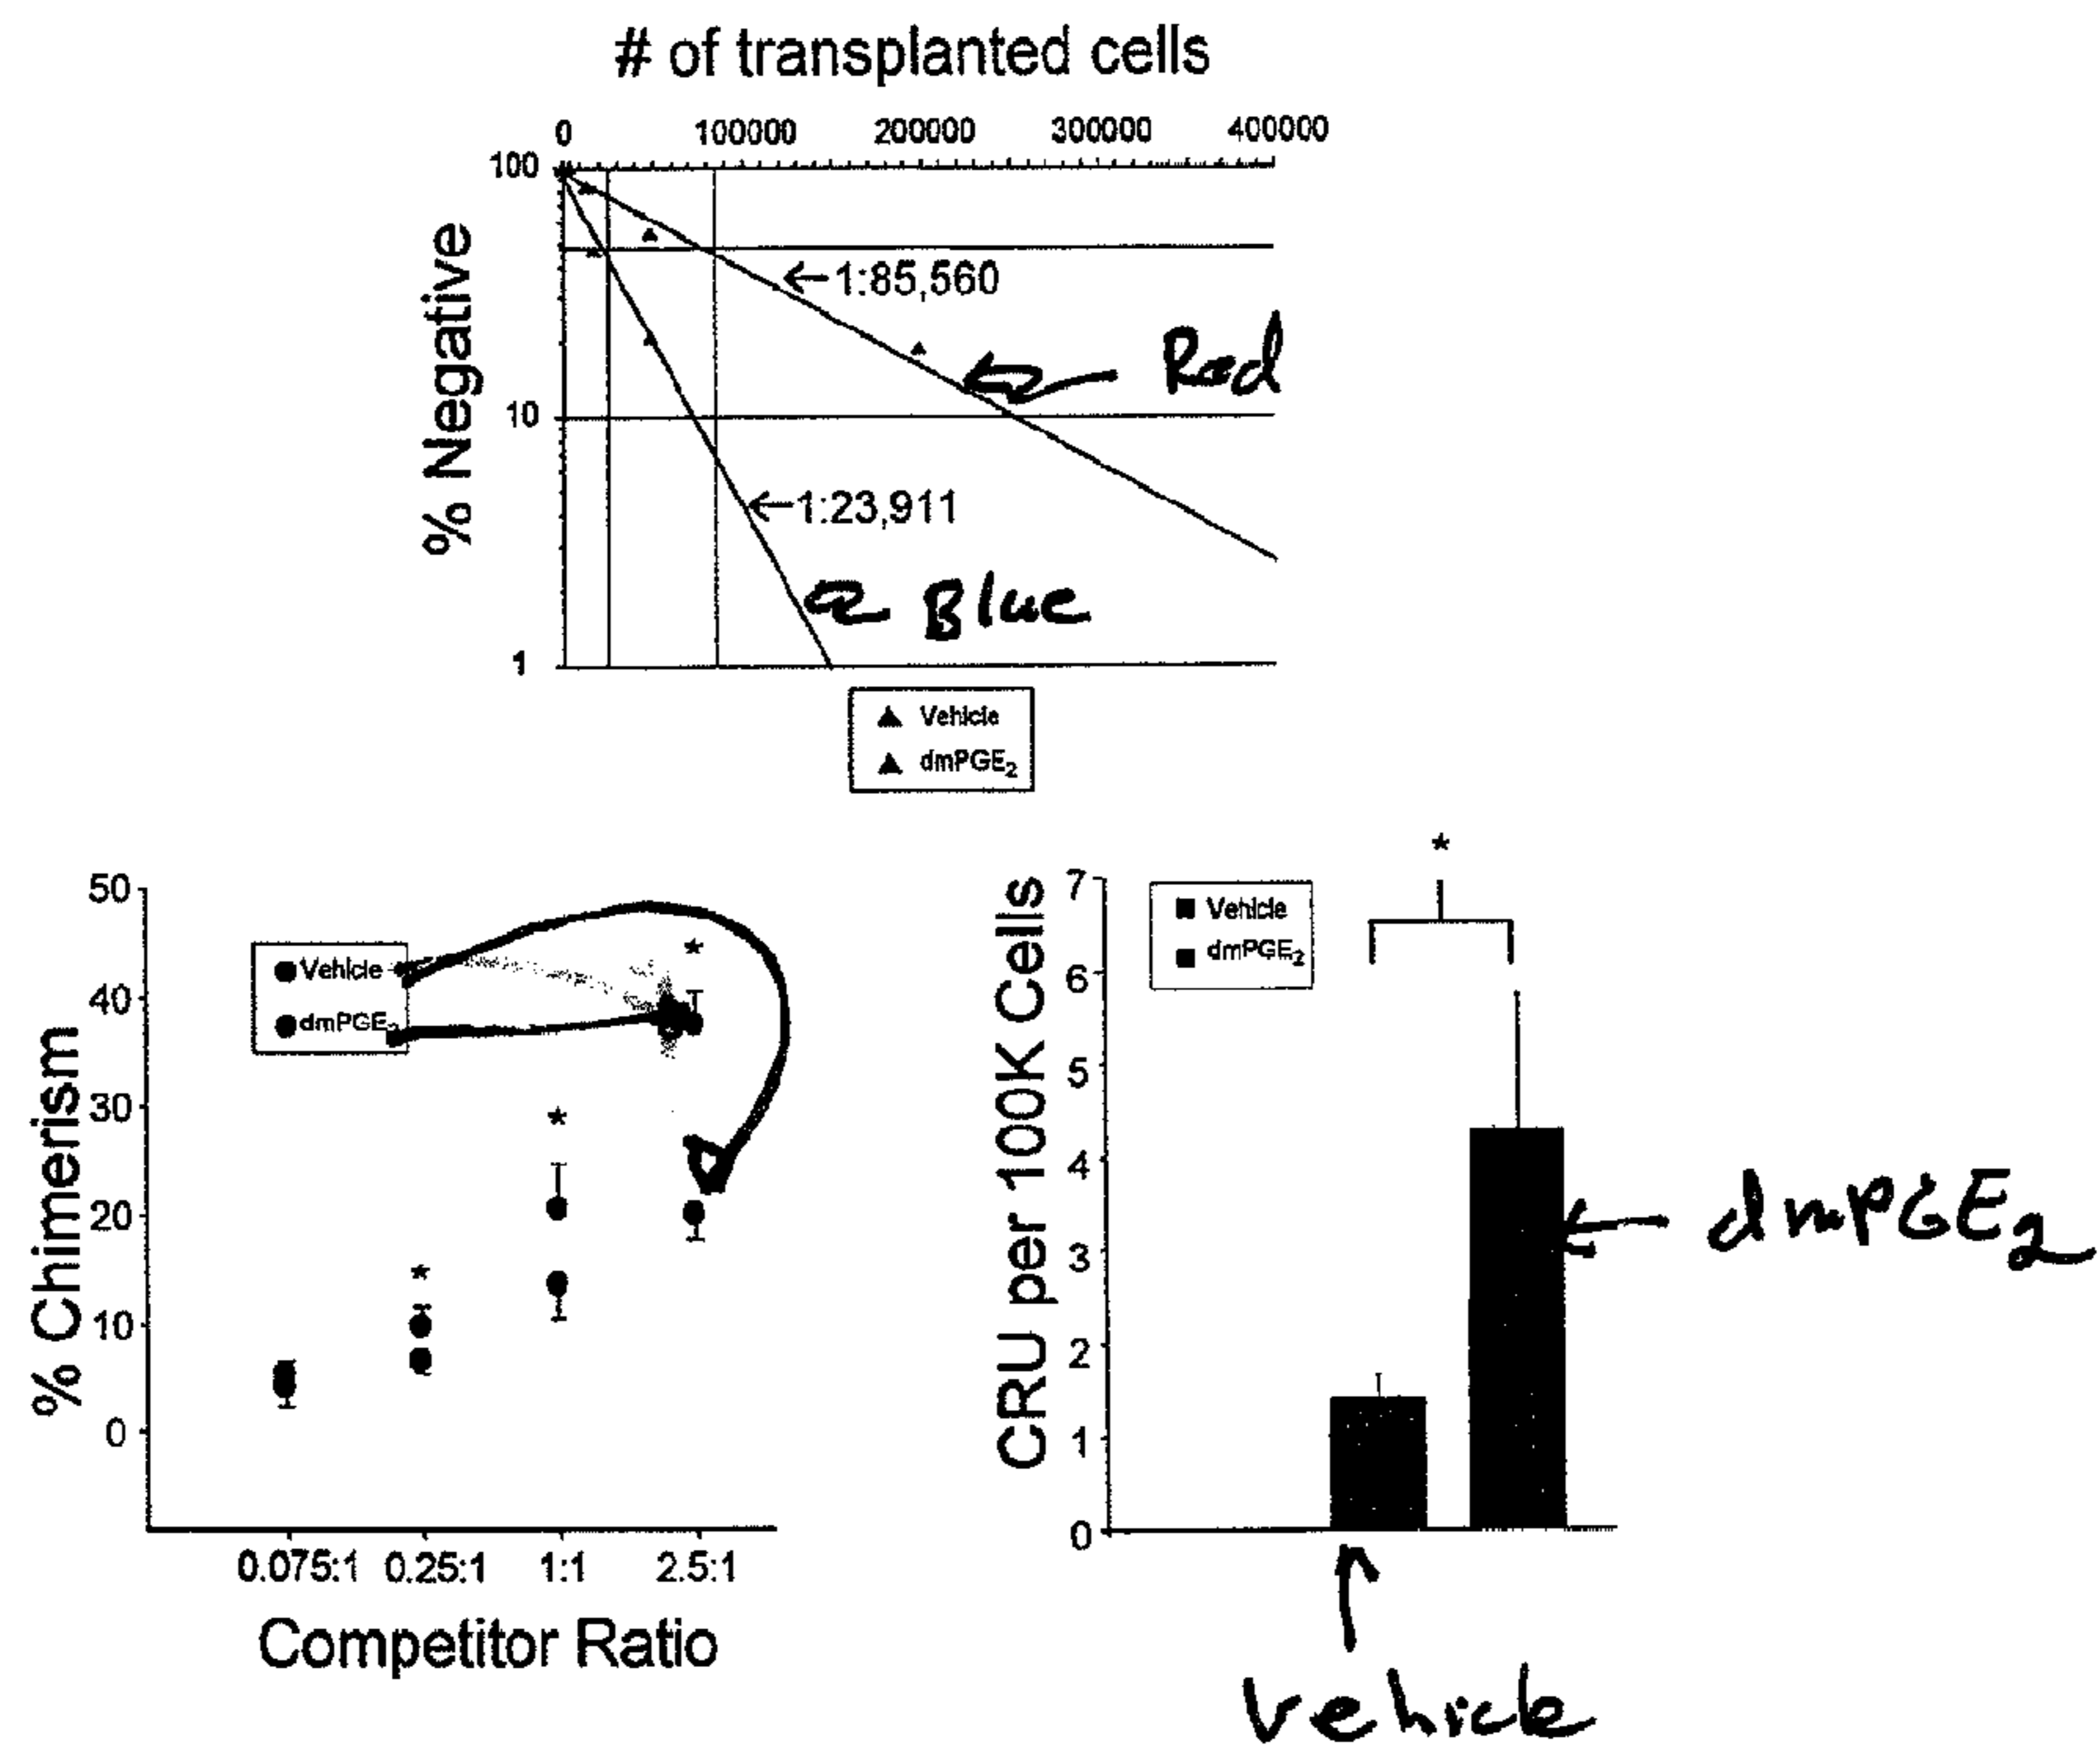 # of transplanted cells
0 100000 200000 300000 400000
100
10
1
% Negative
←1:85,560
Red
←1:23,911
Blue
Vehicle
dmPGE2
50
40
30
20
10
0
% Chimerism
Vehicle
dmPGE2
*
*
*
0.075:1 0.25:1 1:1 2.5:1
Competitor Ratio
7
6
5
4
3
2
1
0
CRU per 100K Cells
Vehicle
dmPGE2
*
dmPGE2
Vehicle